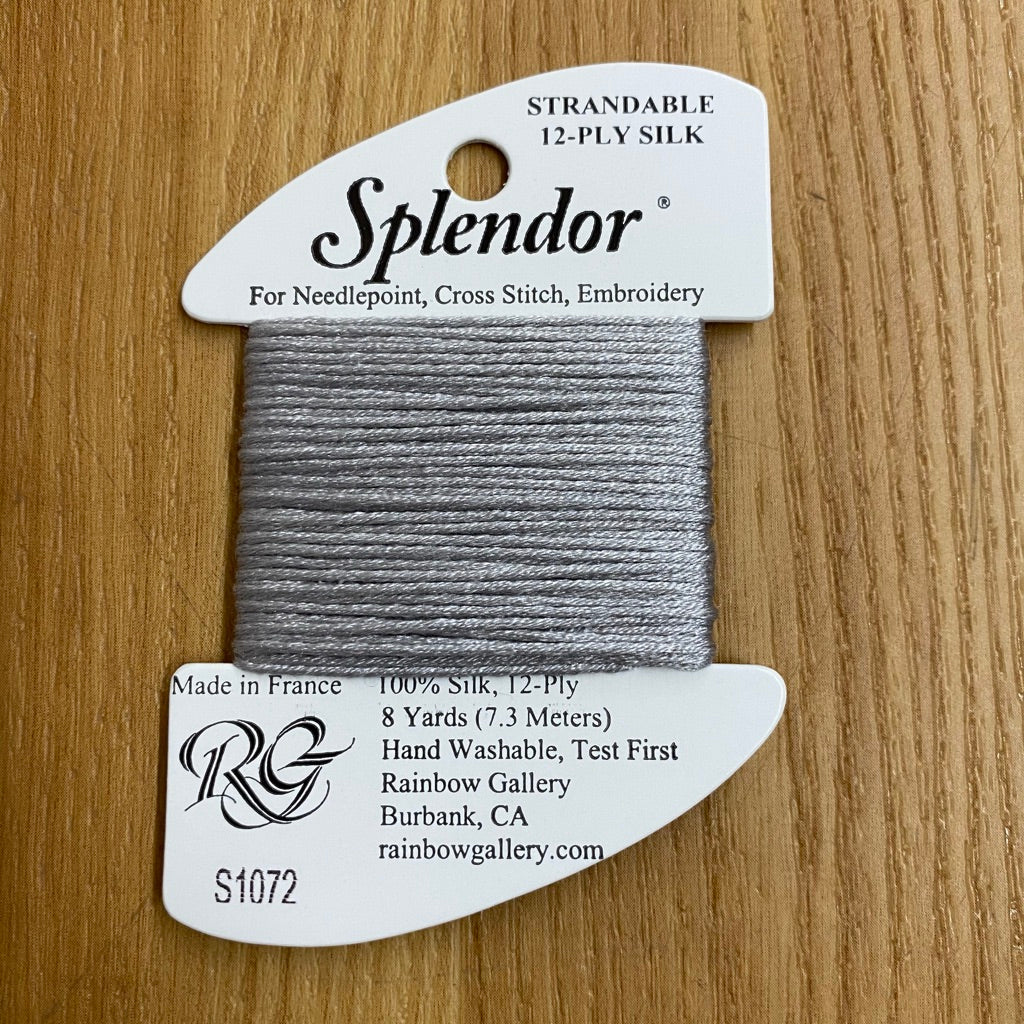 STRANDABLE
12-PLY SILK
Splendor ®
For Needlepoint, Cross Stitch, Embroidery
Made in France 100% Silk, 12-Ply
8 Yards (7.3 Meters)
RG Hand Washable, Test First
Rainbow Gallery
Burbank, CA
rainbowgallery.com
S1072